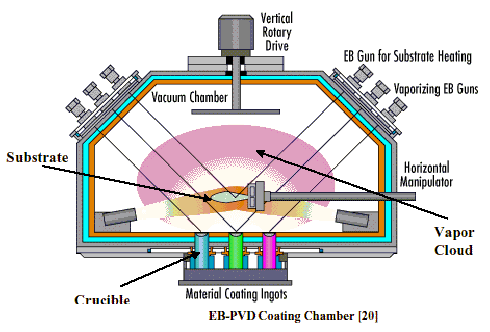 Vertical
Rotary
Drive
EB Gun for Substrate Heating
Vaporizing EB Guns
Vacuum Chamber
Substrate
Horizontal
Manipulator
Vapor
Cloud
Crucible
Material Coating Ingots
EB-PVD Coating Chamber [20]